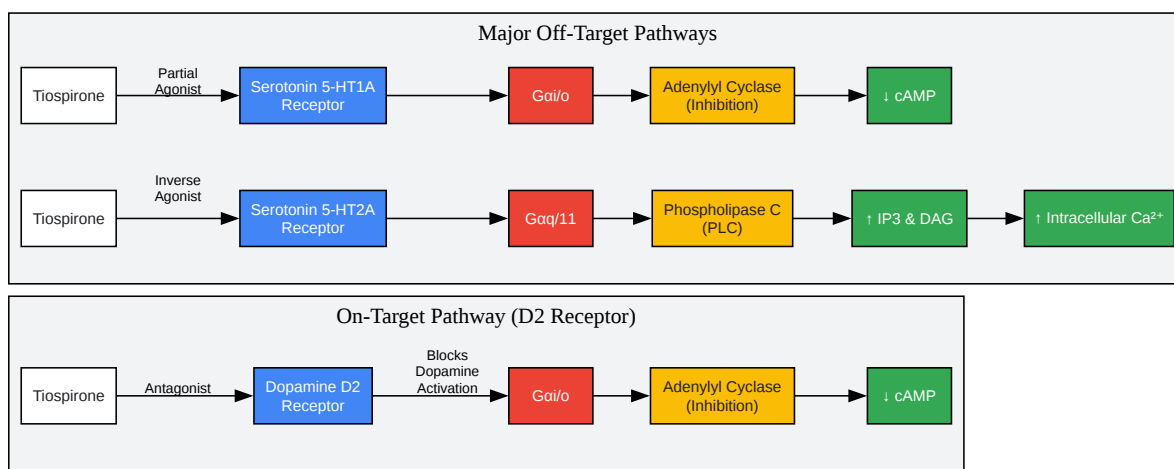 Major Off-Target Pathways
Tiospirone
Partial
Agonist
Serotonin 5-HT1A
Receptor
Gαi/o
Adenylyl Cyclase
(Inhibition)
↓ cAMP
Tiospirone
Inverse
Agonist
Serotonin 5-HT2A
Receptor
Gαq/11
Phospholipase C
(PLC)
↑ IP3 & DAG
↑ Intracellular Ca²⁺
On-Target Pathway (D2 Receptor)
Tiospirone
Antagonist
Dopamine D2
Receptor
Blocks
Dopamine
Activation
Gαi/o
Adenylyl Cyclase
(Inhibition)
↓ cAMP